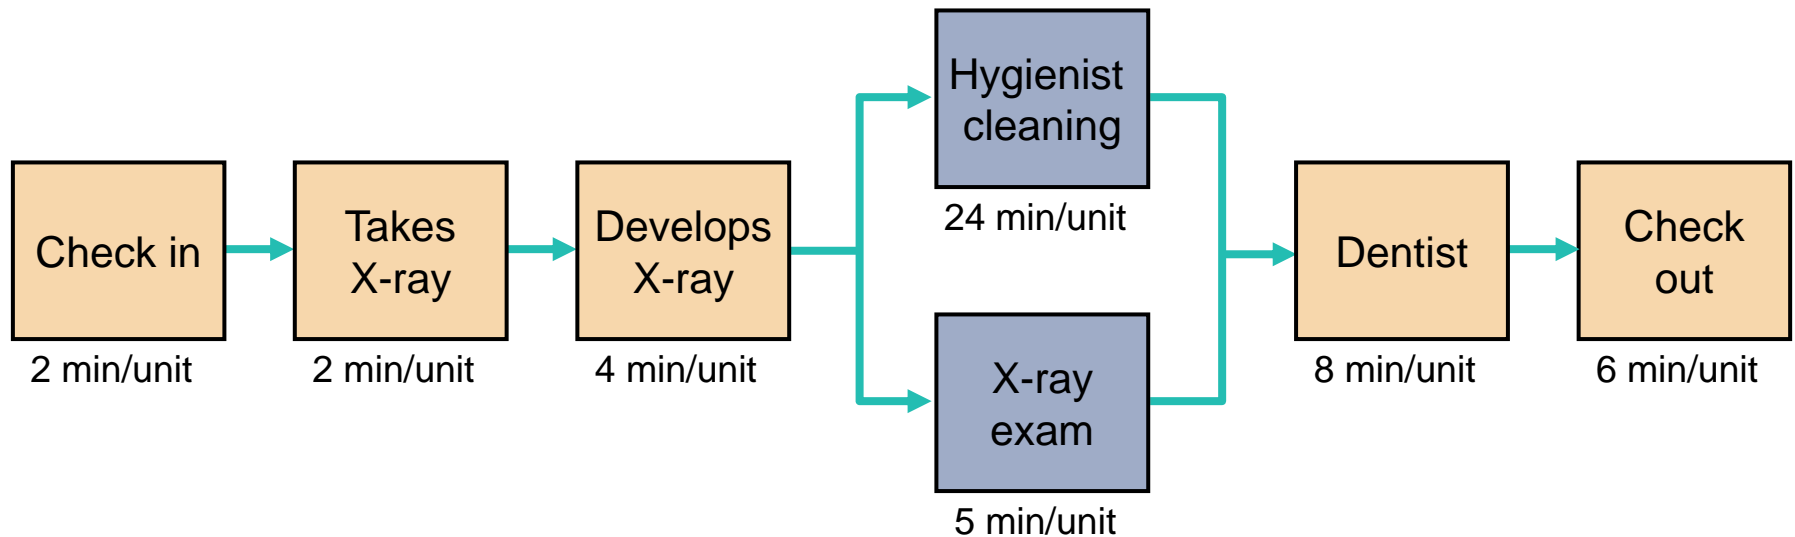 Check in
2 min/unit
Takes
X-ray
2 min/unit
Develops
X-ray
4 min/unit
Hygienist
cleaning
24 min/unit
X-ray
exam
5 min/unit
Dentist
8 min/unit
Check
out
6 min/unit